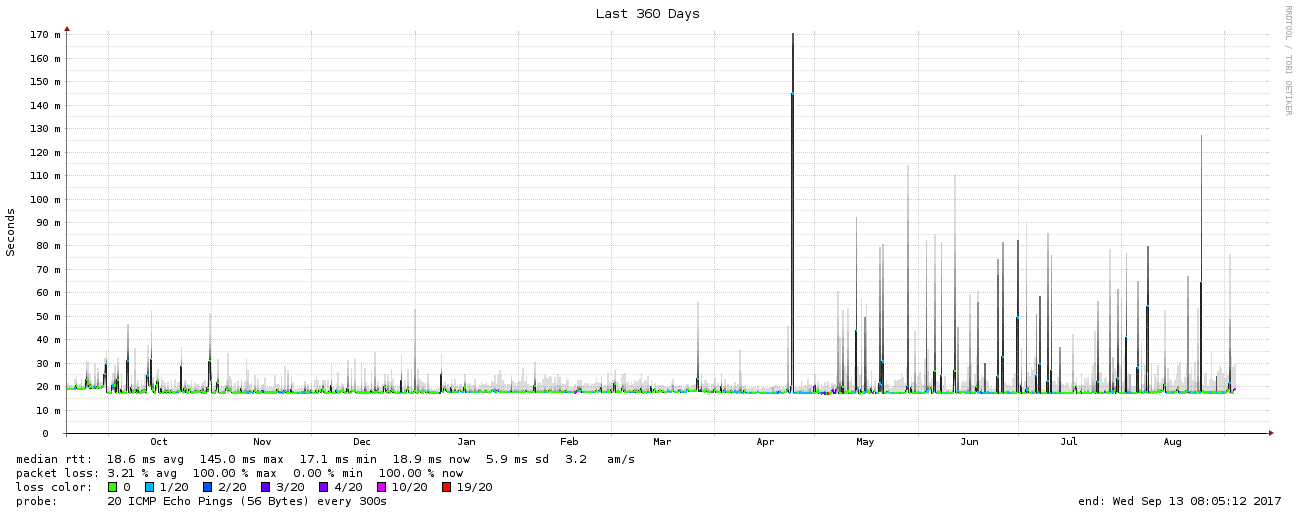 Last 360 Days
RRDTOOL / TOBI OETIKER
Seconds
170 m
160 m
150 m
140 m
130 m
120 m
110 m
100 m
90 m
80 m
70 m
60 m
50 m
40 m
30 m
20 m
10 m
0
Oct Nov Dec Jan Feb Mar Apr May Jun Jul Aug
median rtt: 18.6 ms avg 145.0 ms max 17.1 ms min 18.9 ms now 5.9 ms sd 3.2 am/s
packet loss: 3.21 % avg 100.00 % max 0.00 % min 100.00 % now
loss color: 0 1/20 2/20 3/20 4/20 10/20 19/20
probe: 20 ICMP Echo Pings (56 Bytes) every 300s end: Wed Sep 13 08:05:12 2017